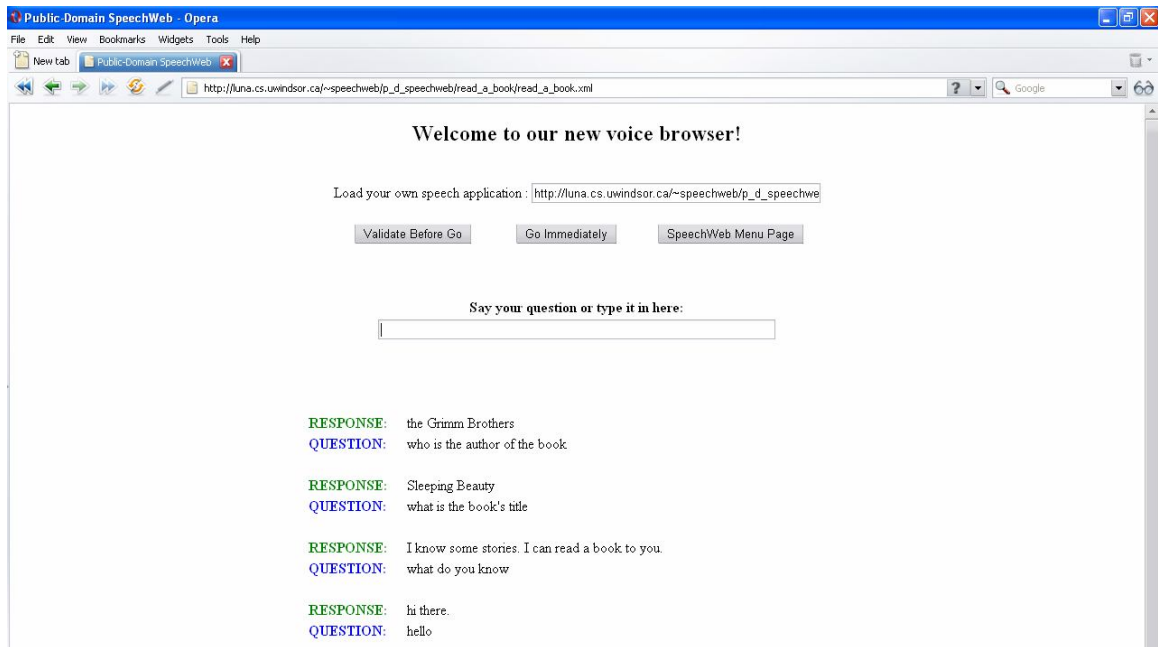 Public-Domain SpeechWeb - Opera
File Edit View Bookmarks Widgets Tools Help
New tab Public-Domain SpeechWeb
http://luna.cs.uwindsor.ca/~speechweb/p_d_speechweb/read_a_book/read_a_book.xml ? Google
Welcome to our new voice browser!
Load your own speech application : http://luna.cs.uwindsor.ca/~speechweb/p_d_speechwe
Validate Before Go Go Immediately SpeechWeb Menu Page
Say your question or type it in here:
RESPONSE: the Grimm Brothers
QUESTION: who is the author of the book
RESPONSE: Sleeping Beauty
QUESTION: what is the book's title
RESPONSE: I know some stories. I can read a book to you.
QUESTION: what do you know
RESPONSE: hi there.
QUESTION: hello